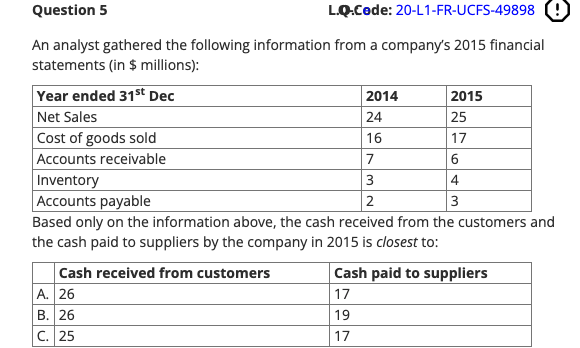 Question 5
L.O.Code: 20-L1-FR-UCFS-49898
An analyst gathered the following information from a company's 2015 financial
statements (in $ millions):
Year ended 31st Dec 2014 2015
Net Sales 24 25
Cost of goods sold 16 17
Accounts receivable 7 6
Inventory 3 4
Accounts payable 2 3
Based only on the information above, the cash received from the customers and
the cash paid to suppliers by the company in 2015 is closest to:
Cash received from customers Cash paid to suppliers
A. 26 17
B. 26 19
C. 25 17